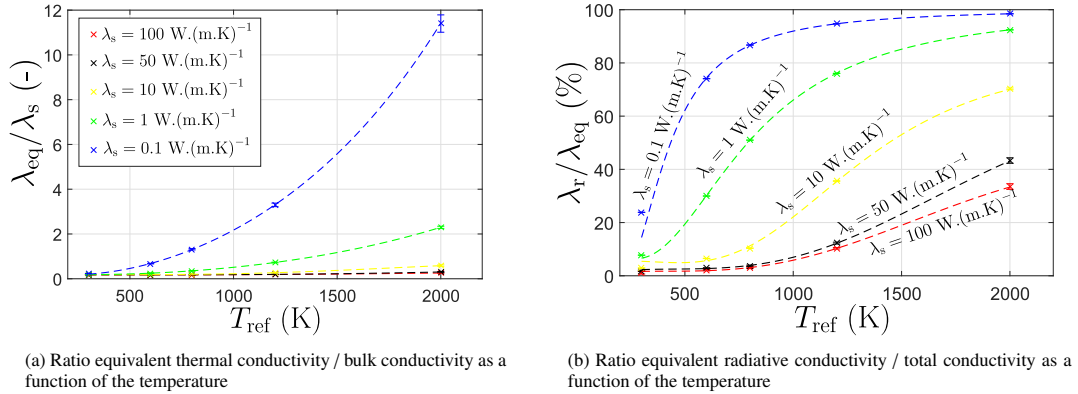 12
10
8
6
4
2
0
500
1000
1500
2000
λeq/λs (-)
Tref (K)
λs = 100 W.(m.K)−1
λs = 50 W.(m.K)−1
λs = 10 W.(m.K)−1
λs = 1 W.(m.K)−1
λs = 0.1 W.(m.K)−1
(a) Ratio equivalent thermal conductivity / bulk conductivity as a
function of the temperature
100
80
60
40
20
0
500
1000
1500
2000
λr/λeq (%)
Tref (K)
λs = 0.1 W.(m.K)−1
λs = 1 W.(m.K)−1
λs = 10 W.(m.K)−1
λs = 50 W.(m.K)−1
λs = 100 W.(m.K)−1
(b) Ratio equivalent radiative conductivity / total conductivity as a
function of the temperature